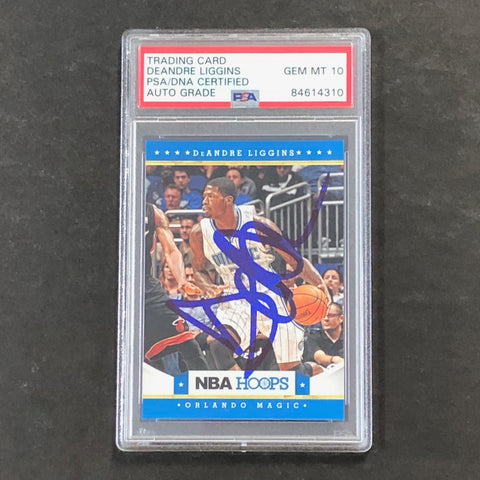 TRADING CARD
DEANDRE LIGGINS
PSA/DNA CERTIFIED
AUTO GRADE
GEM MT 10
84614310
PSA
DeANDRE LIGGINS
NBA HOOPS
ORLANDO MAGIC